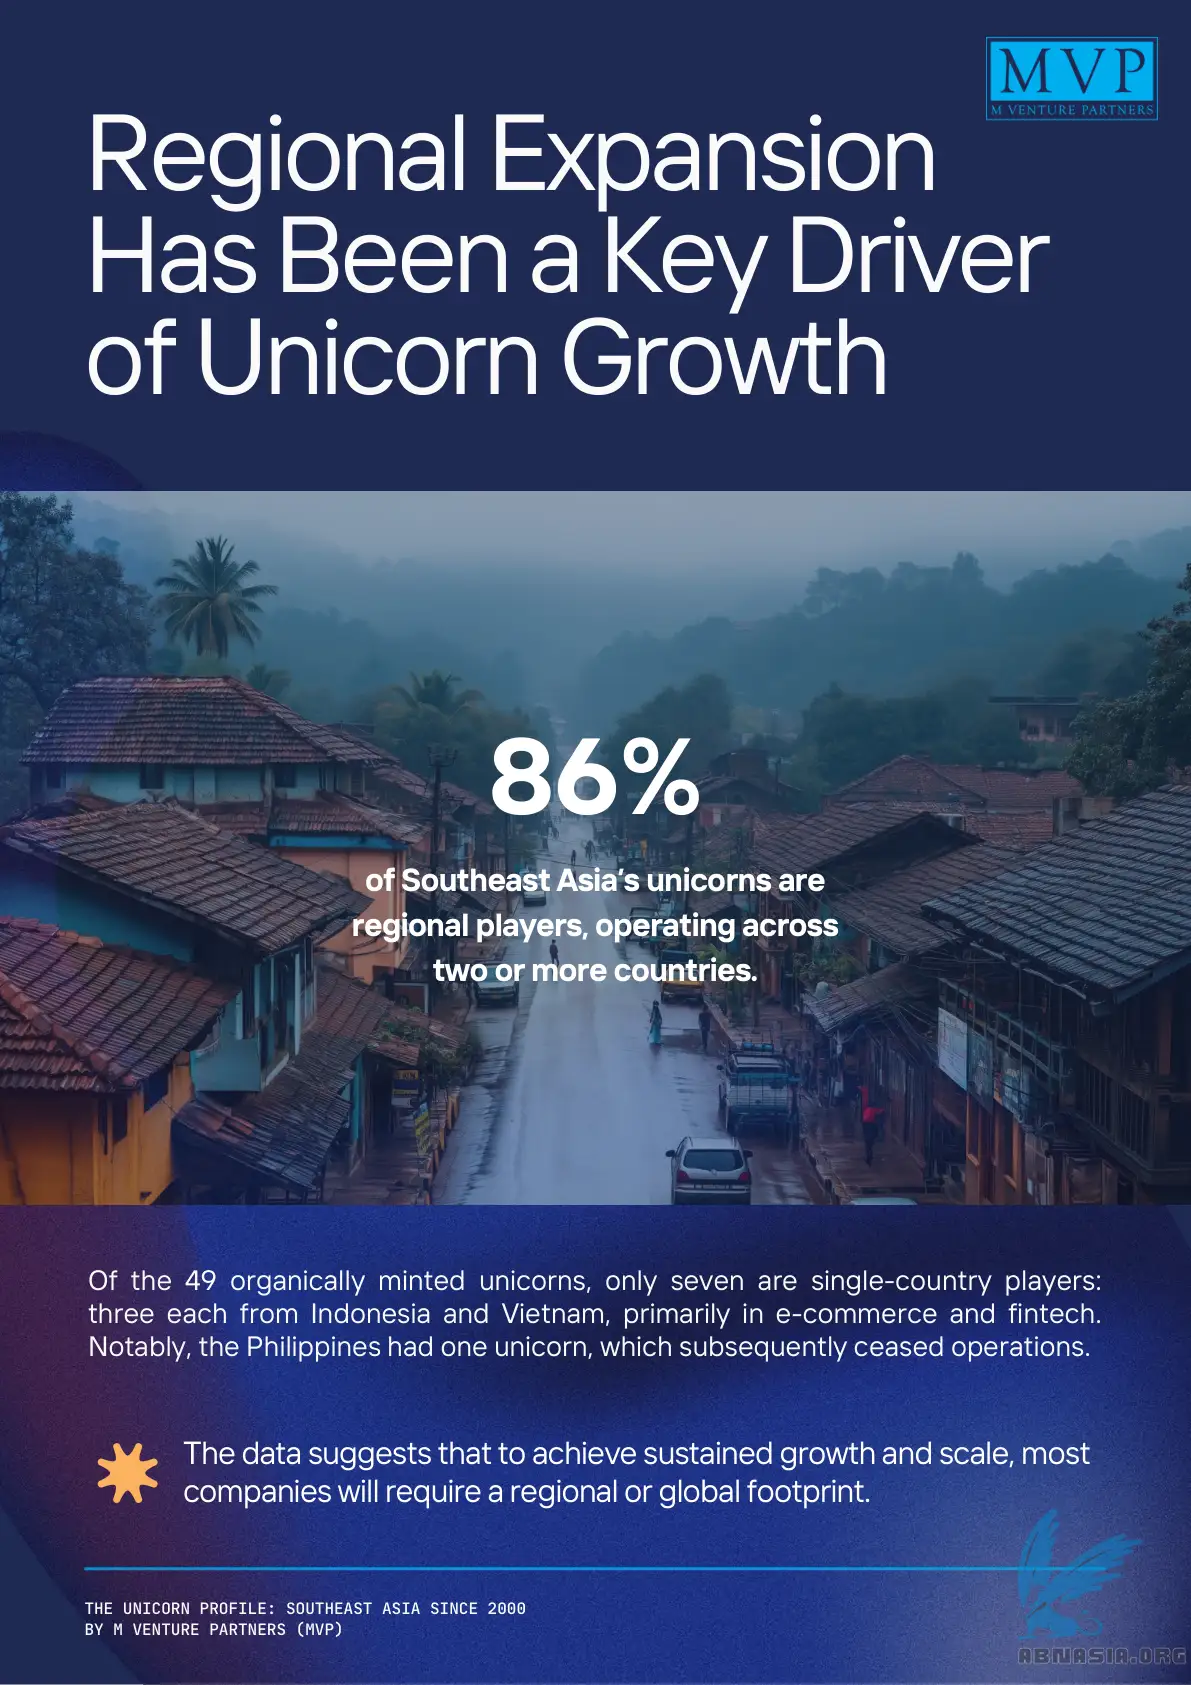 MVP
M VENTURE PARTNERS
Regional Expansion
Has Been a Key Driver
of Unicorn Growth
86%
of Southeast Asia's unicorns are
regional players, operating across
two or more countries.
Of the 49 organically minted unicorns, only seven are single-country players:
three each from Indonesia and Vietnam, primarily in e-commerce and fintech.
Notably, the Philippines had one unicorn, which subsequently ceased operations.
The data suggests that to achieve sustained growth and scale, most
companies will require a regional or global footprint.
THE UNICORN PROFILE: SOUTHEAST ASIA SINCE 2000
BY M VENTURE PARTNERS (MVP)
ABNASIA.ORG